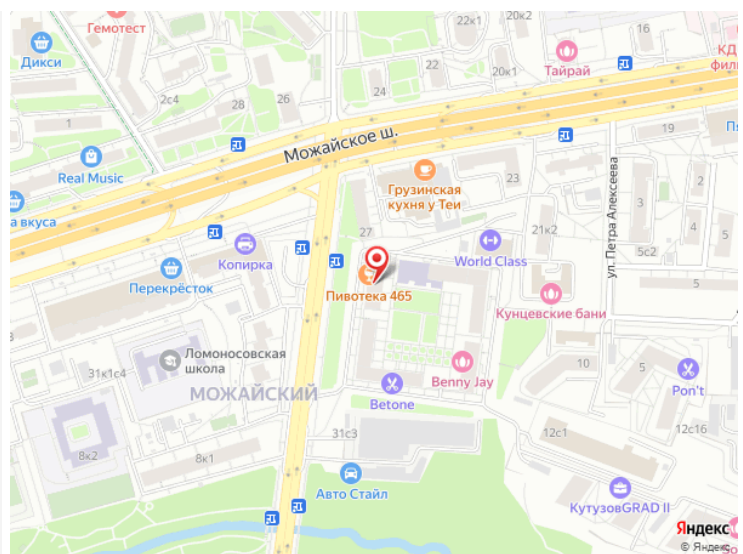 Гемотест
Дикси
2с4
28
26
24
22
20к2
20к1
Тайрай
КД
фил
Можайское ш.
19
Пя
Real Music
Грузинская
кухня у Теи
23
ул. Петра Алексеева
5
2
5с2
а вкуса
27
21к2
World Class
Копирка
Перекрёсток
Пивотека 465
Кунцевские бани
Ломоносовская
школа
31к1с4
МОЖАЙСКИЙ
Benny Jay
10
5
Pon't
Betone
8к2
8к1
31с3
12с1
12с16
Авто Стайл
КутузовGRAD II
Яндекс
© Яндекс